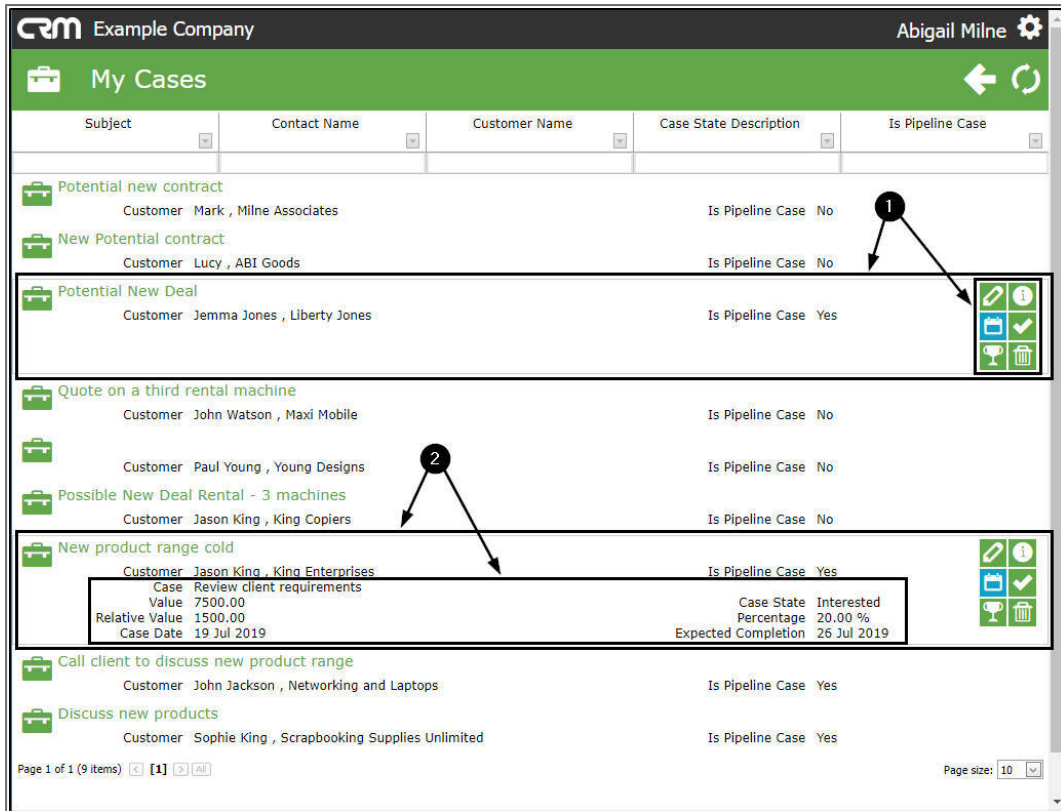 CRM Example Company Abigail Milne
My Cases
Subject Contact Name Customer Name Case State Description Is Pipeline Case
Potential new contract
Customer Mark , Milne Associates Is Pipeline Case No
1
New Potential contract
Customer Lucy , ABI Goods Is Pipeline Case No
Potential New Deal
Customer Jemma Jones , Liberty Jones Is Pipeline Case Yes
Quote on a third rental machine
Customer John Watson , Maxi Mobile Is Pipeline Case No
2
Customer Paul Young , Young Designs Is Pipeline Case No
Possible New Deal Rental - 3 machines
Customer Jason King , King Copiers Is Pipeline Case No
New product range cold
Customer Jason King , King Enterprises Is Pipeline Case Yes
Case Review client requirements
Value 7500.00 Case State Interested
Relative Value 1500.00 Percentage 20.00 %
Case Date 19 Jul 2019 Expected Completion 26 Jul 2019
Call client to discuss new product range
Customer John Jackson , Networking and Laptops Is Pipeline Case Yes
Discuss new products
Customer Sophie King , Scrapbooking Supplies Unlimited Is Pipeline Case Yes
Page 1 of 1 (9 items) < [1] > All Page size: 10